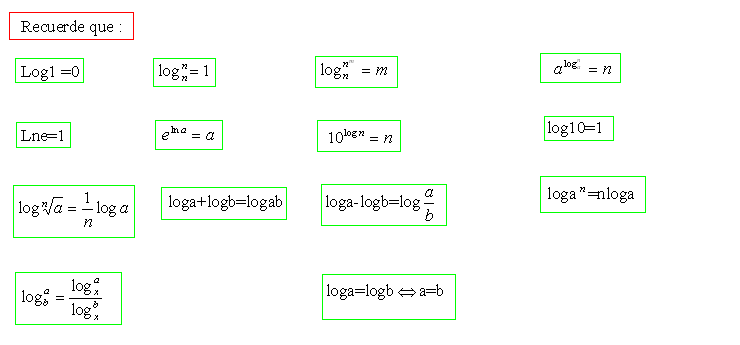 Recuerde que :
Log1 =0
log_n^n = 1
log_n^{n^m} = m
a^{log_a^n} = n
Lne=1
e^{ln a} = a
10^{log n} = n
log10=1
log ⁿ√a = 1/n log a
loga+logb=logab
loga-logb=log a/b
loga^n=nloga
log_b^a = log_x^a / log_x^b
loga=logb ⇔ a=b